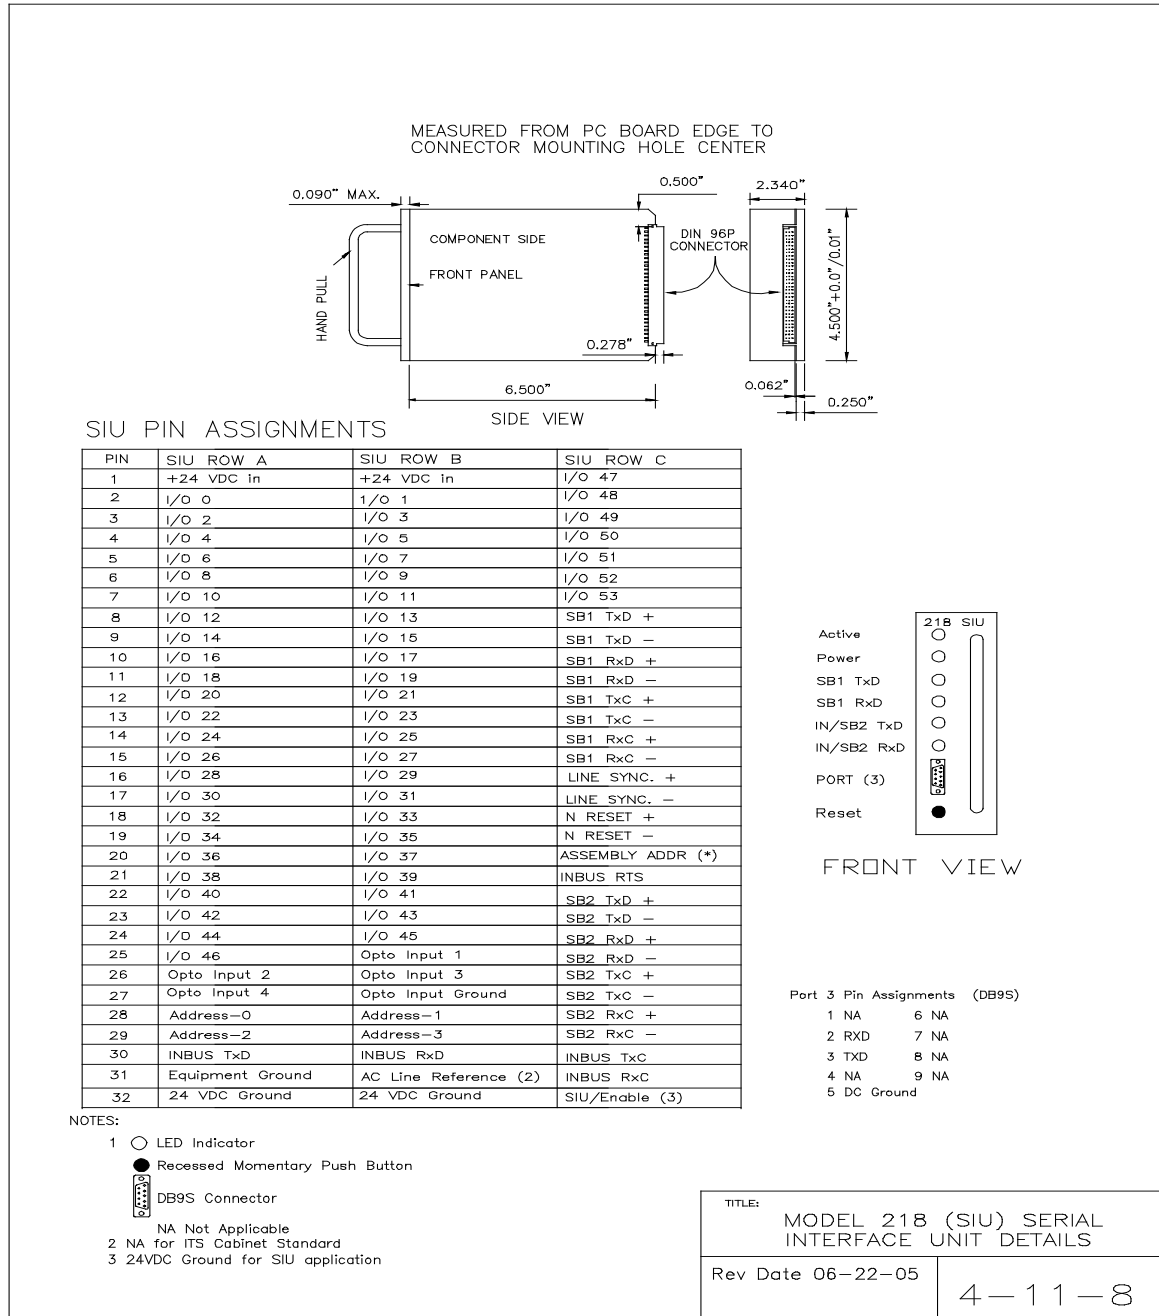 MEASURED FROM PC BOARD EDGE TO
CONNECTOR MOUNTING HOLE CENTER
0.090" MAX.
0.500"
2.340"
COMPONENT SIDE
FRONT PANEL
HAND PULL
DIN 96P
CONNECTOR
4.500"+0.0"/0.01"
0.278"
6.500"
0.062"
0.250"
SIDE VIEW
SIU PIN ASSIGNMENTS
PIN SIU ROW A SIU ROW B SIU ROW C
1 +24 VDC in +24 VDC in I/O 47
2 I/O 0 1/O 1 I/O 48
3 I/O 2 I/O 3 I/O 49
4 I/O 4 I/O 5 I/O 50
5 I/O 6 I/O 7 I/O 51
6 I/O 8 I/O 9 I/O 52
7 I/O 10 I/O 11 I/O 53
8 I/O 12 I/O 13 SB1 TxD +
9 I/O 14 I/O 15 SB1 TxD −
10 I/O 16 I/O 17 SB1 RxD +
11 I/O 18 I/O 19 SB1 RxD −
12 I/O 20 I/O 21 SB1 TxC +
13 I/O 22 I/O 23 SB1 TxC −
14 I/O 24 I/O 25 SB1 RxC +
15 I/O 26 I/O 27 SB1 RxC −
16 I/O 28 I/O 29 LINE SYNC. +
17 I/O 30 I/O 31 LINE SYNC. −
18 I/O 32 I/O 33 N RESET +
19 I/O 34 I/O 35 N RESET −
20 I/O 36 I/O 37 ASSEMBLY ADDR (*)
21 I/O 38 I/O 39 INBUS RTS
22 I/O 40 I/O 41 SB2 TxD +
23 I/O 42 I/O 43 SB2 TxD −
24 I/O 44 I/O 45 SB2 RxD +
25 I/O 46 Opto Input 1 SB2 RxD −
26 Opto Input 2 Opto Input 3 SB2 TxC +
27 Opto Input 4 Opto Input Ground SB2 TxC −
28 Address−0 Address−1 SB2 RxC +
29 Address−2 Address−3 SB2 RxC −
30 INBUS TxD INBUS RxD INBUS TxC
31 Equipment Ground AC Line Reference (2) INBUS RxC
32 24 VDC Ground 24 VDC Ground SIU/Enable (3)
218 SIU
Active
Power
SB1 TxD
SB1 RxD
IN/SB2 TxD
IN/SB2 RxD
PORT (3)
Reset
FRONT VIEW
Port 3 Pin Assignments (DB9S)
1 NA 6 NA
2 RXD 7 NA
3 TXD 8 NA
4 NA 9 NA
5 DC Ground
NOTES:
1 LED Indicator
Recessed Momentary Push Button
DB9S Connector
NA Not Applicable
2 NA for ITS Cabinet Standard
3 24VDC Ground for SIU application
TITLE:
MODEL 218 (SIU) SERIAL
INTERFACE UNIT DETAILS
Rev Date 06−22−05
4−11−8